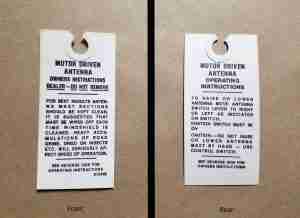 MOTOR DRIVEN
ANTENNA
OWNERS INSTRUCTIONS
DEALER—DO NOT REMOVE
FOR BEST RESULTS ANTEN-
NA MAST SECTIONS
SHOULD BE KEPT CLEAN.
IT IS SUGGESTED THAT
MAST BE WIPED OFF EACH
TIME WINDSHIELD IS
CLEANED. HEAVY ACC-
UMULATIONS OF ROAD
GRIME, DRIED OR INSECTS
ETC. WILL SERIOUSLY AF-
FECT SPEED OF OPERATION.
SEE REVERSE SIDE FOR
OPERATING INSTRUCTIONS
Front
MOTOR DRIVEN
ANTENNA
OPERATING
INSTRUCTIONS
TO RAISE OR LOWER
ANTENNA MOVE ANTENNA
SWITCH LEVER TO RIGHT
OR LEFT AS INDICATED
ON SWITCH.
IGNITION SWITCH MUST BE
ON
CAUTION—DO NOT RAISE
OR LOWER ANTENNA
MAST BY HAND — USE
CONTROL SWITCH.
SEE REVERSE SIDE FOR
OWNERS INSTRUCTIONS
Rear